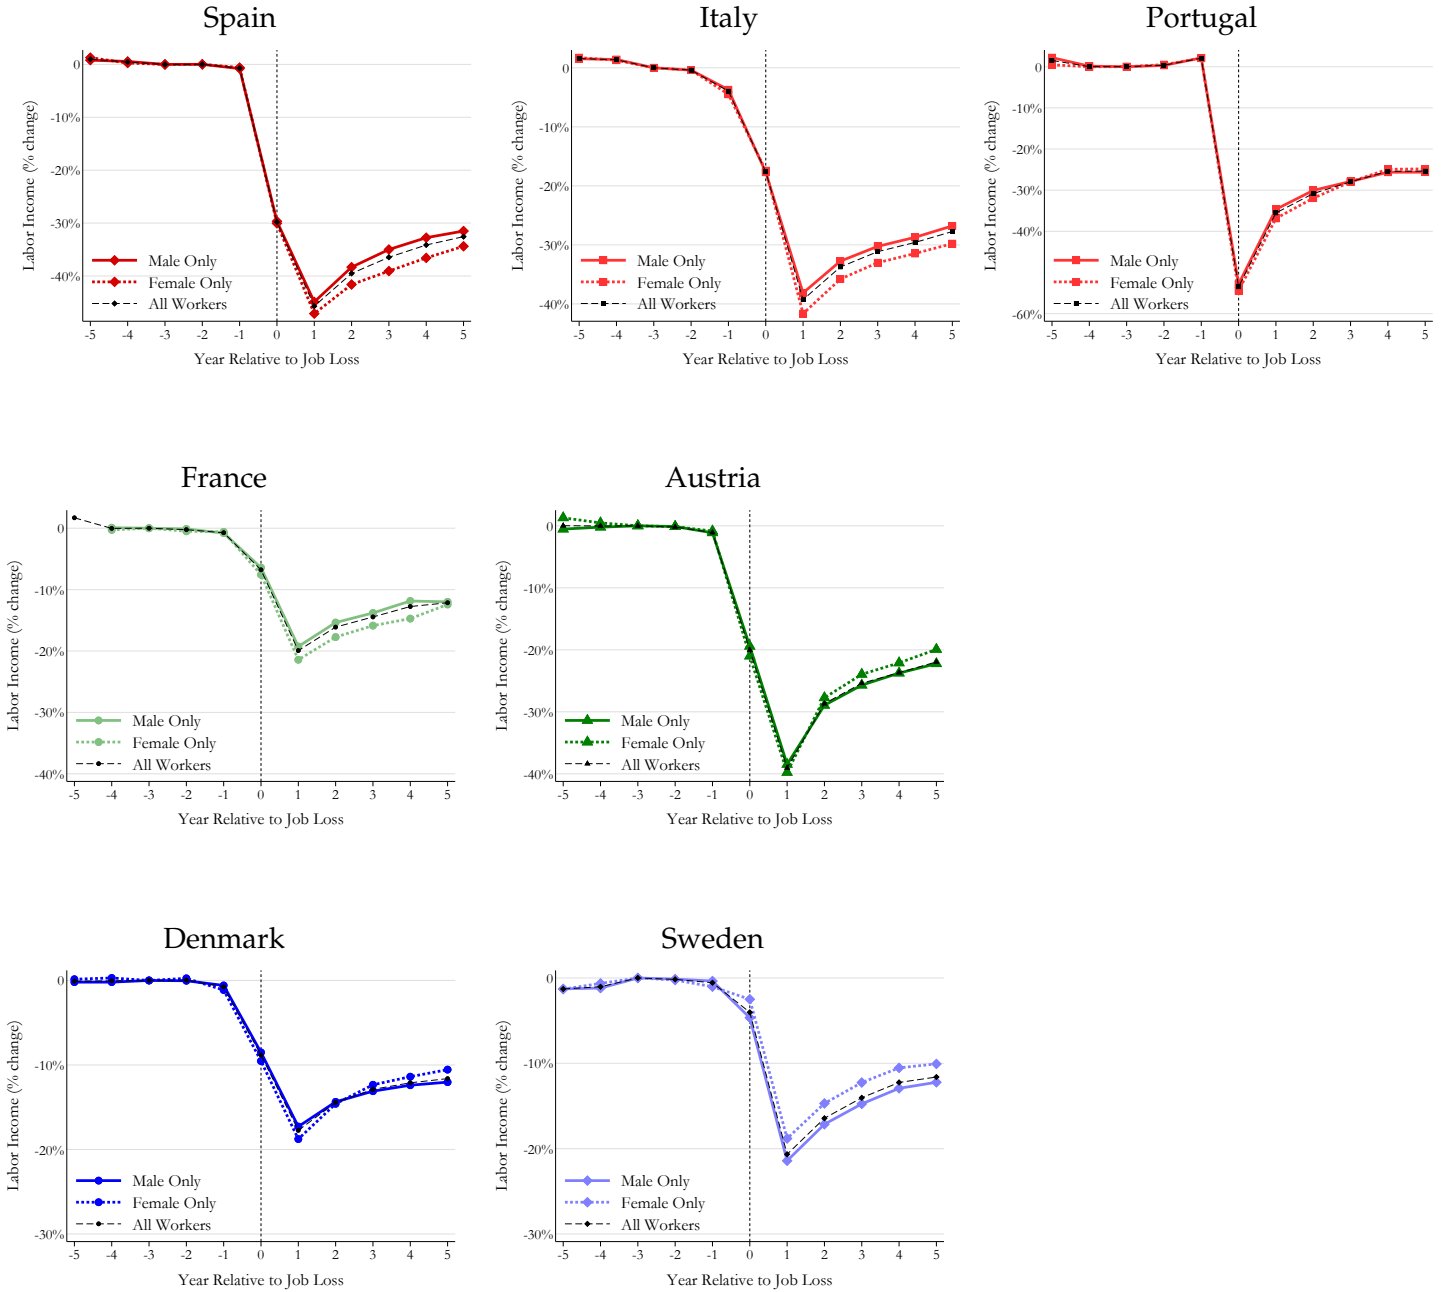 Spain
0
-10%
-20%
-30%
-40%
Labor Income (% change)
Male Only
Female Only
All Workers
-5 -4 -3 -2 -1 0 1 2 3 4 5
Year Relative to Job Loss
Italy
0
-10%
-20%
-30%
-40%
Labor Income (% change)
Male Only
Female Only
All Workers
-5 -4 -3 -2 -1 0 1 2 3 4 5
Year Relative to Job Loss
Portugal
0
-10%
-20%
-30%
-40%
-60%
Labor Income (% change)
Male Only
Female Only
All Workers
-5 -4 -3 -2 -1 0 1 2 3 4 5
Year Relative to Job Loss
France
0
-10%
-20%
-30%
-40%
Labor Income (% change)
Male Only
Female Only
All Workers
-5 -4 -3 -2 -1 0 1 2 3 4 5
Year Relative to Job Loss
Austria
0
-10%
-20%
-30%
-40%
Labor Income (% change)
Male Only
Female Only
All Workers
-5 -4 -3 -2 -1 0 1 2 3 4 5
Year Relative to Job Loss
Denmark
0
-10%
-20%
-30%
Labor Income (% change)
Male Only
Female Only
All Workers
-5 -4 -3 -2 -1 0 1 2 3 4 5
Year Relative to Job Loss
Sweden
0
-10%
-20%
-30%
Labor Income (% change)
Male Only
Female Only
All Workers
-5 -4 -3 -2 -1 0 1 2 3 4 5
Year Relative to Job Loss